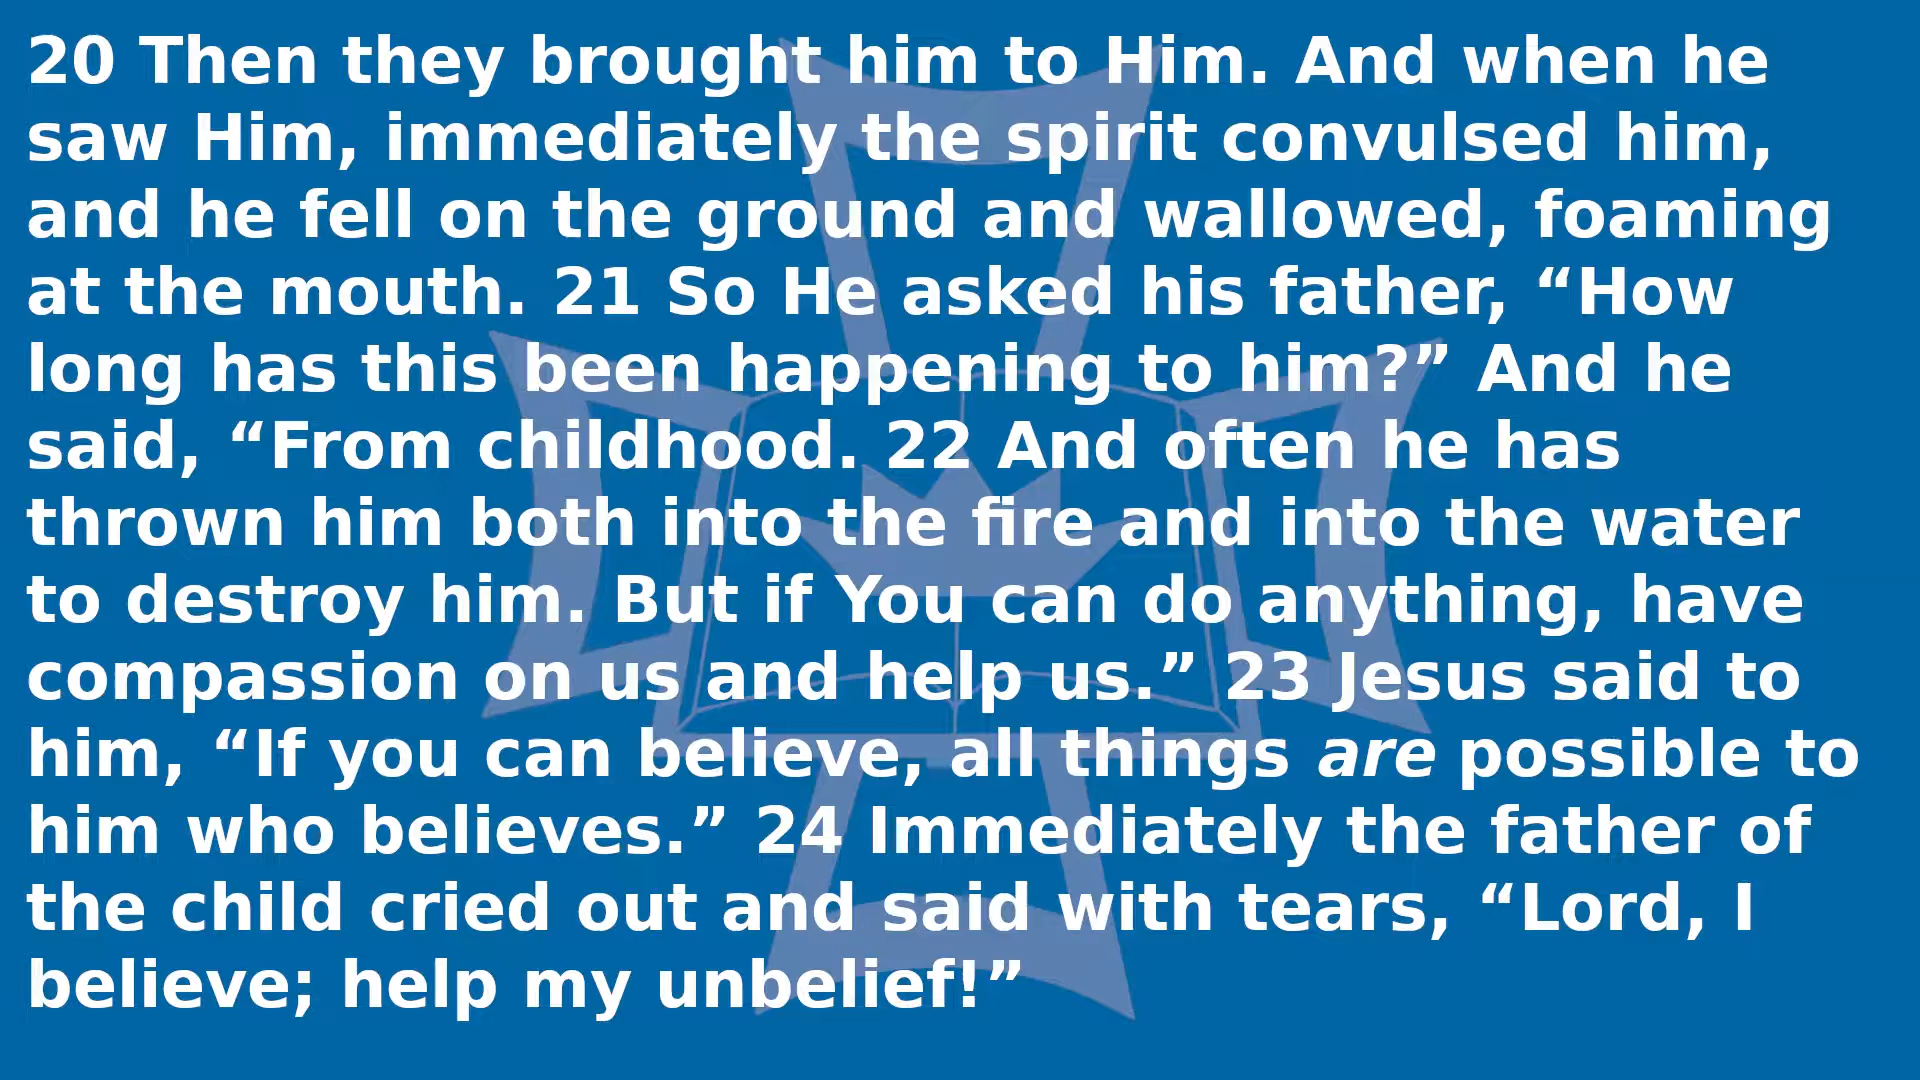 20 Then they brought him to Him. And when he
saw Him, immediately the spirit convulsed him,
and he fell on the ground and wallowed, foaming
at the mouth. 21 So He asked his father, “How
long has this been happening to him?” And he
said, “From childhood. 22 And often he has
thrown him both into the fire and into the water
to destroy him. But if You can do anything, have
compassion on us and help us.” 23 Jesus said to
him, “If you can believe, all things are possible to
him who believes.” 24 Immediately the father of
the child cried out and said with tears, “Lord, I
believe; help my unbelief!”